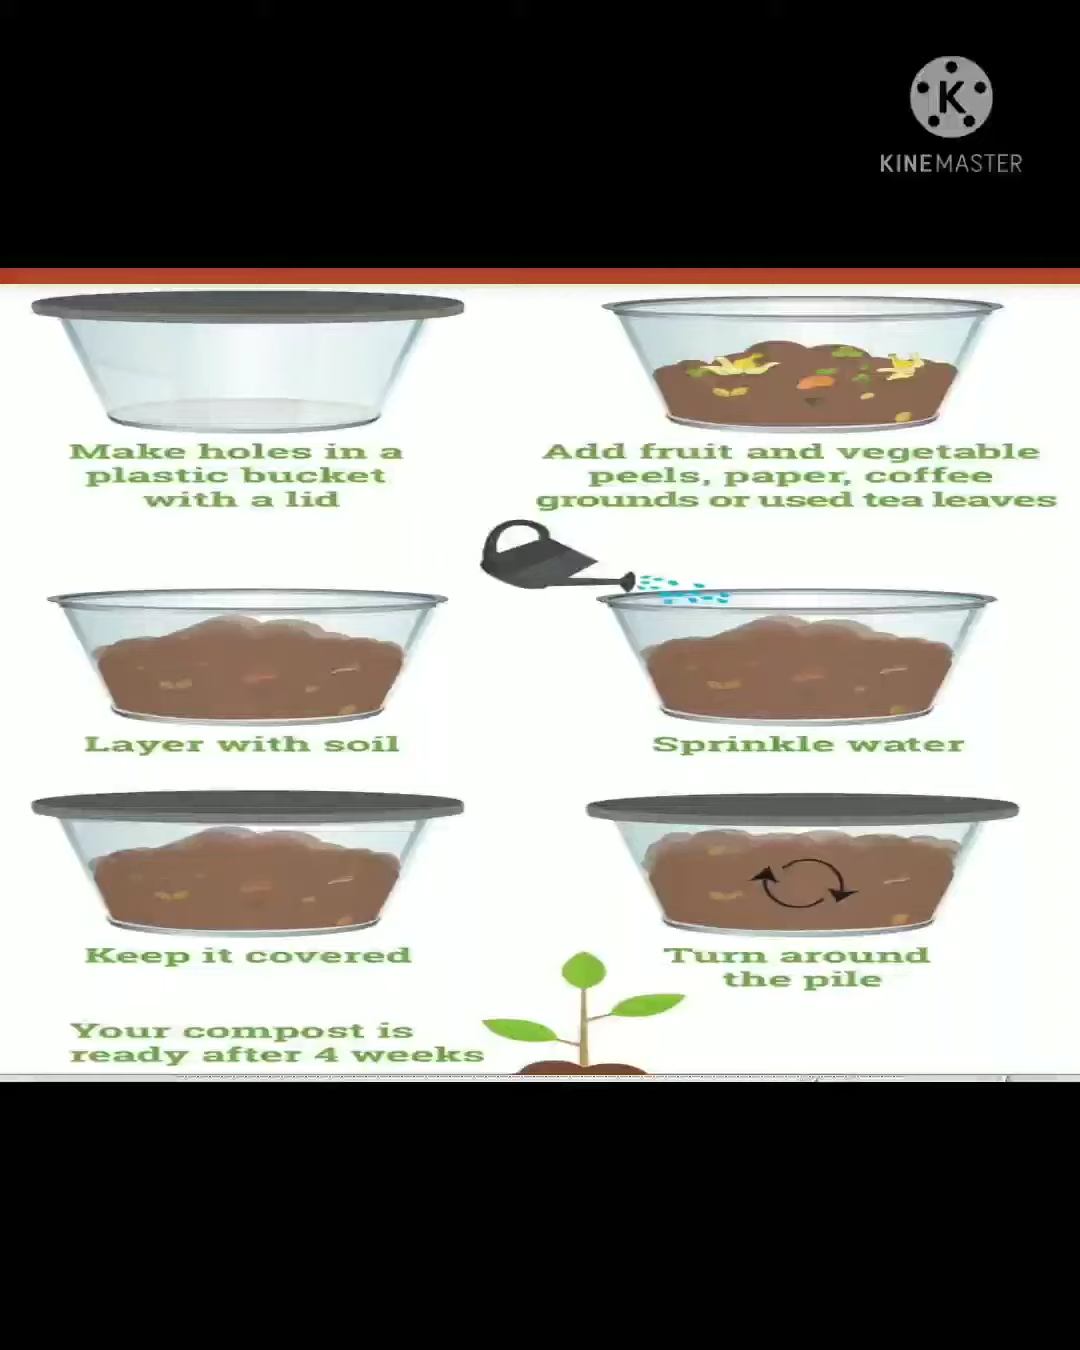 K
KINEMASTER
Make holes in a
plastic bucket
with a lid
Add fruit and vegetable
peels, paper, coffee
grounds or used tea leaves
Layer with soil
Sprinkle water
Keep it covered
Turn around
the pile
Your compost is
ready after 4 weeks